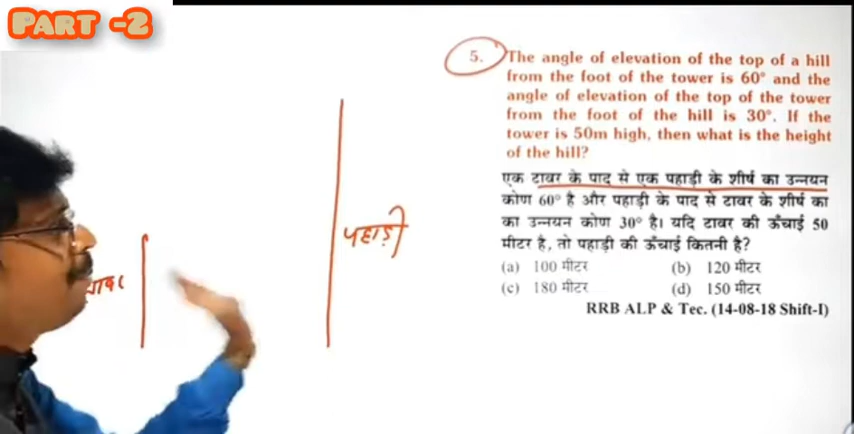 PART -2
5. The angle of elevation of the top of a hill
from the foot of the tower is 60° and the
angle of elevation of the top of the tower
from the foot of the hill is 30°. If the
tower is 50m high, then what is the height
of the hill?
एक टावर के पाद से एक पहाड़ी के शीर्ष का उन्नयन
कोण 60° है और पहाड़ी के पाद से टावर के शीर्ष का
का उन्नयन कोण 30° है। यदि टावर की ऊँचाई 50
मीटर है, तो पहाड़ी की ऊँचाई कितनी है?
(a) 100 मीटर (b) 120 मीटर
(c) 180 मीटर (d) 150 मीटर
RRB ALP & Tec. (14-08-18 Shift-I)
पहाड़ी